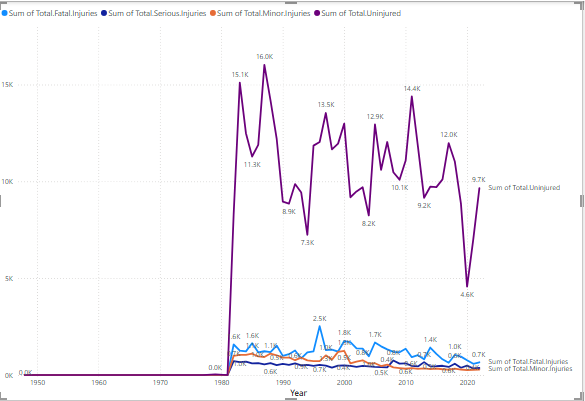 Sum of Total.Fatal.Injuries Sum of Total.Serious.Injuries Sum of Total.Minor.Injuries Sum of Total.Uninjured
16.0K
15K
15.1K
14.4K
13.5K
12.9K
12.0K
11.3K
10K
10.1K
9.7K
Sum of Total.Uninjured
8.9K
9.2K
8.2K
7.3K
5K
4.6K
2.5K
1.6K
1.8K
1.7K
1.4K
1.0K
0.7K
Sum of Total.Fatal.Injuries
Sum of Total.Minor.Injuries
0K
0.0K
0.0K
0.6K
0.7K
0.4K
0.5K
0.6K
1950 1960 1970 1980 1990 2000 2010 2020
Year